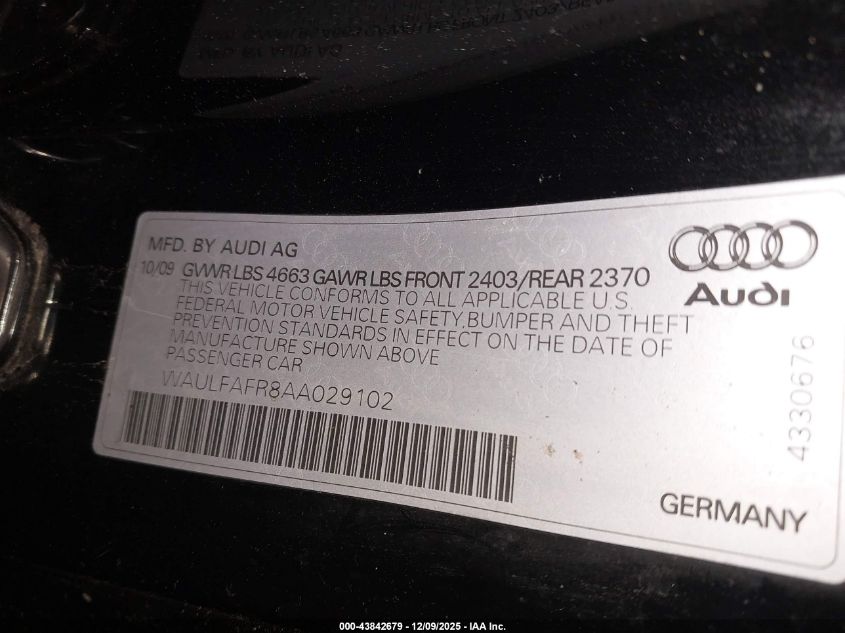 MFD. BY AUDI AG
10/09 GVWR LBS 4663 GAWR LBS FRONT 2403/REAR 2370
THIS VEHICLE CONFORMS TO ALL APPLICABLE U.S.
FEDERAL MOTOR VEHICLE SAFETY,BUMPER AND THEFT
PREVENTION STANDARDS IN EFFECT ON THE DATE OF
MANUFACTURE SHOWN ABOVE
PASSENGER CAR
WAULFAFR8AA029102
Audi
4330676
GERMANY
000-43842679 - 12/09/2025 - IAA Inc.